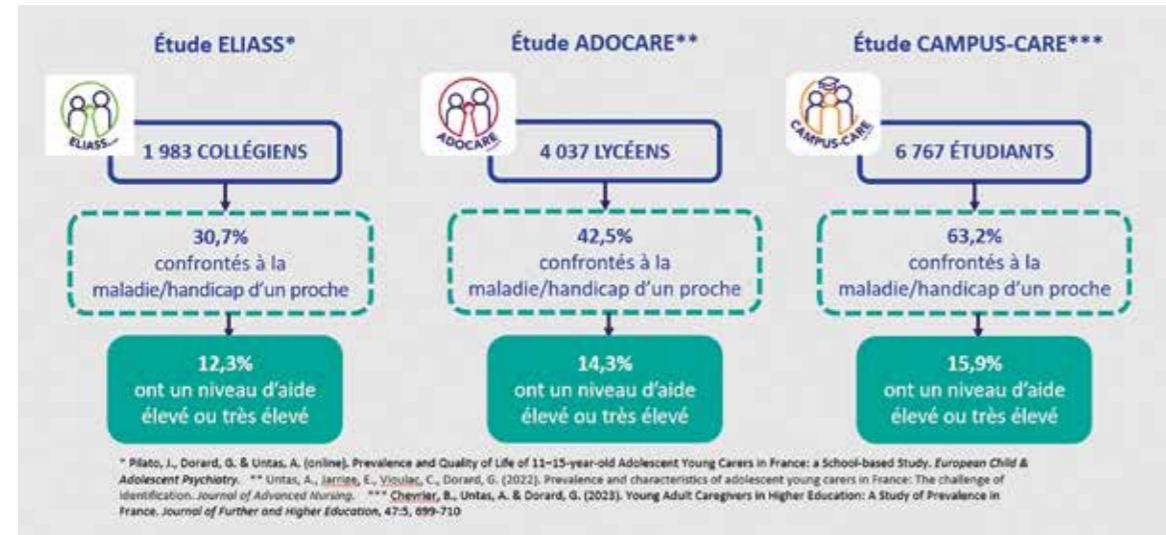 Étude ELIASS*
ELIASS
1 983 COLLÉGIENS
30,7%
confrontés à la
maladie/handicap d'un proche
12,3%
ont un niveau d'aide
élevé ou très élevé
Étude ADOCARE**
ADOCARE
4 037 LYCÉENS
42,5%
confrontés à la
maladie/handicap d'un proche
14,3%
ont un niveau d'aide
élevé ou très élevé
Étude CAMPUS-CARE***
CAMPUS-CARE
6 767 ÉTUDIANTS
63,2%
confrontés à la
maladie/handicap d'un proche
15,9%
ont un niveau d'aide
élevé ou très élevé
* Pilato, J., Dorard, G. & Untas, A. (online). Prevalence and Quality of Life of 11–15-year-old Adolescent Young Carers in France: a School-based Study. European Child &
Adolescent Psychiatry. ** Untas, A., Jarrige, E., Vioulac, C., Dorard, G. (2022). Prevalence and characteristics of adolescent young carers in France: The challenge of
identification. Journal of Advanced Nursing. *** Chevrier, B., Untas, A. & Dorard, G. (2023). Young Adult Caregivers in Higher Education: A Study of Prevalence in
France. Journal of Further and Higher Education, 47:5, 699-710